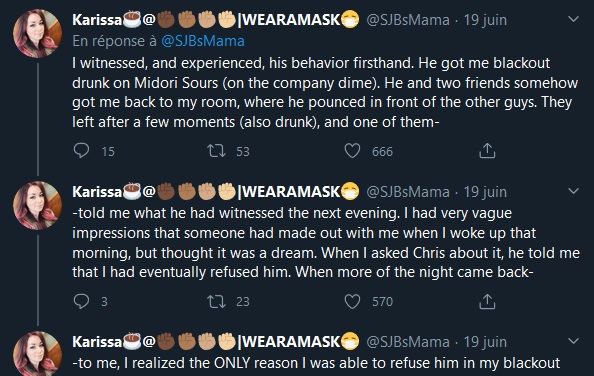 Karissa☕@✊🏿✊🏾✊🏽✊🏼✊🏻|WEARAMASK😷 @SJBsMama · 19 juin
En réponse à @SJBsMama
I witnessed, and experienced, his behavior firsthand. He got me blackout
drunk on Midori Sours (on the company dime). He and two friends somehow
got me back to my room, where he pounced in front of the other guys. They
left after a few moments (also drunk), and one of them-
15 53 666
Karissa☕@✊🏿✊🏾✊🏽✊🏼✊🏻|WEARAMASK😷 @SJBsMama · 19 juin
-told me what he had witnessed the next evening. I had very vague
impressions that someone had made out with me when I woke up that
morning, but thought it was a dream. When I asked Chris about it, he told me
that I had eventually refused him. When more of the night came back-
3 23 570
Karissa☕@✊🏿✊🏾✊🏽✊🏼✊🏻|WEARAMASK😷 @SJBsMama · 19 juin
-to me, I realized the ONLY reason I was able to refuse him in my blackout